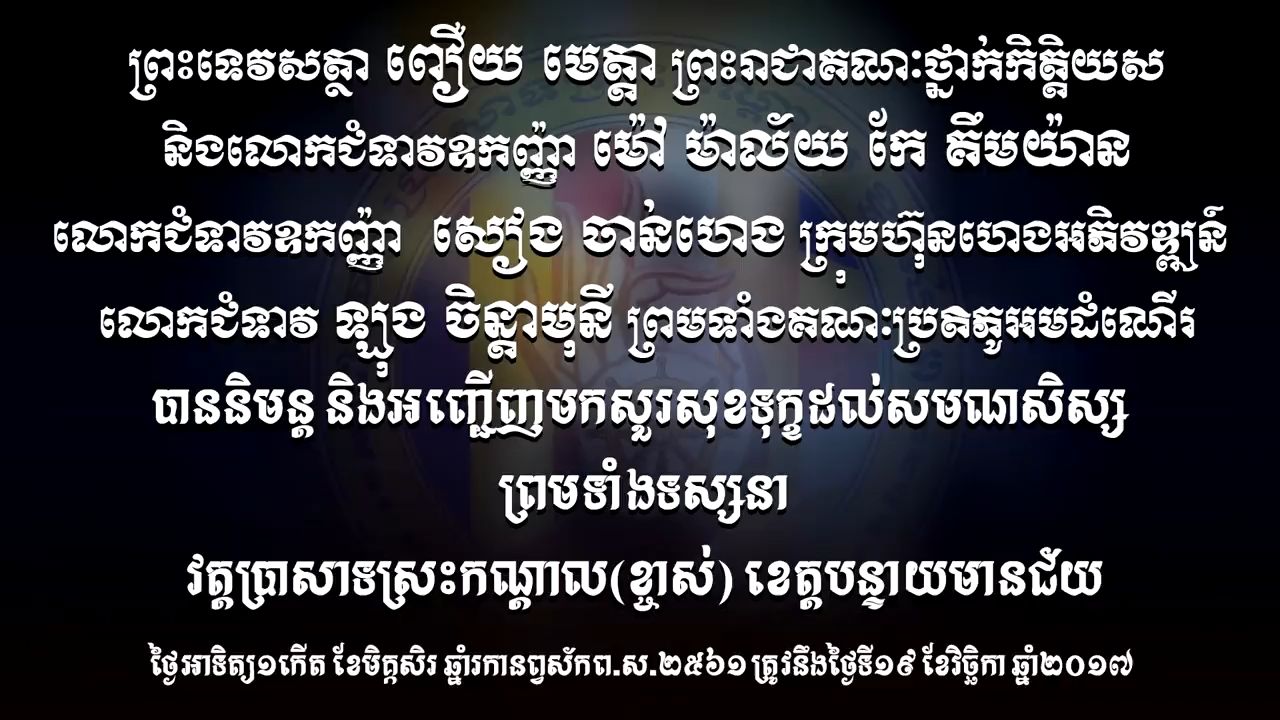 ព្រះទេវសត្ថា ញឿយ មេត្តា ព្រះរាជាគណៈថ្នាក់កិត្តិយស
និងលោកជំទាវឧកញ៉ា ម៉ៅ ម៉ាល័យ កែ គឹមយ៉ាន
លោកជំទាវឧកញ៉ា សៀង ចាន់ហេង ក្រុមហ៊ុនហេងអភិវឌ្ឍន៍
លោកជំទាវ ឡុង ចិន្តាមុនី ព្រមទាំងគណៈប្រតិភូអមដំណើរ
បាននិមន្ត និងអញ្ជើញមកសួរសុខទុក្ខដល់សមណសិស្ស
ព្រមទាំងទស្សនា
វត្តប្រាសាទស្រះកណ្តាល(ខ្ចាស់) ខេត្តបន្ទាយមានជ័យ
ថ្ងៃអាទិត្យ១កើត ខែមិគ្គសិរ ឆ្នាំរកានព្វស័កព.ស.២៥៦១ ត្រូវនឹងថ្ងៃទី១៩ ខែវិច្ឆិកា ឆ្នាំ២០១៧